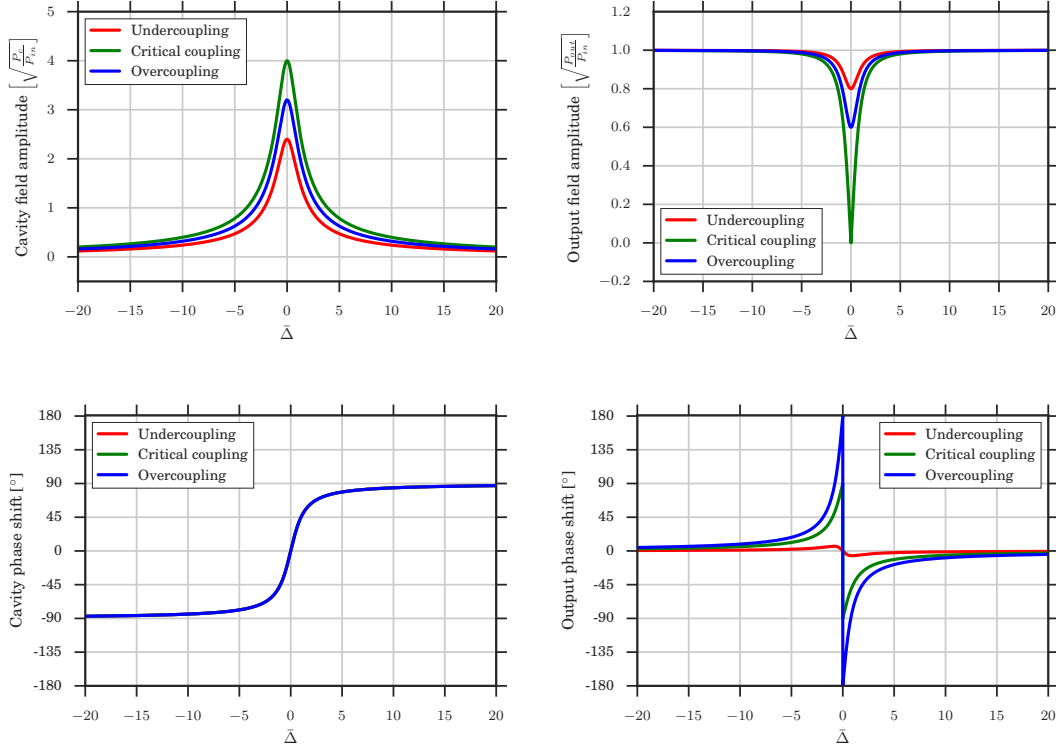 Cavity field amplitude [√(P_c/P_in)]
5
4
3
2
1
0
Undercoupling
Critical coupling
Overcoupling
−20 −15 −10 −5 0 5 10 15 20
Δ̄
Output field amplitude [√(P_out/P_in)]
1.2
1.0
0.8
0.6
0.4
0.2
0.0
−0.2
Undercoupling
Critical coupling
Overcoupling
−20 −15 −10 −5 0 5 10 15 20
Δ̄
Cavity phase shift [°]
180
135
90
45
0
-45
-90
-135
-180
Undercoupling
Critical coupling
Overcoupling
−20 −15 −10 −5 0 5 10 15 20
Δ̄
Output phase shift [°]
180
135
90
45
0
-45
-90
-135
-180
Undercoupling
Critical coupling
Overcoupling
−20 −15 −10 −5 0 5 10 15 20
Δ̄